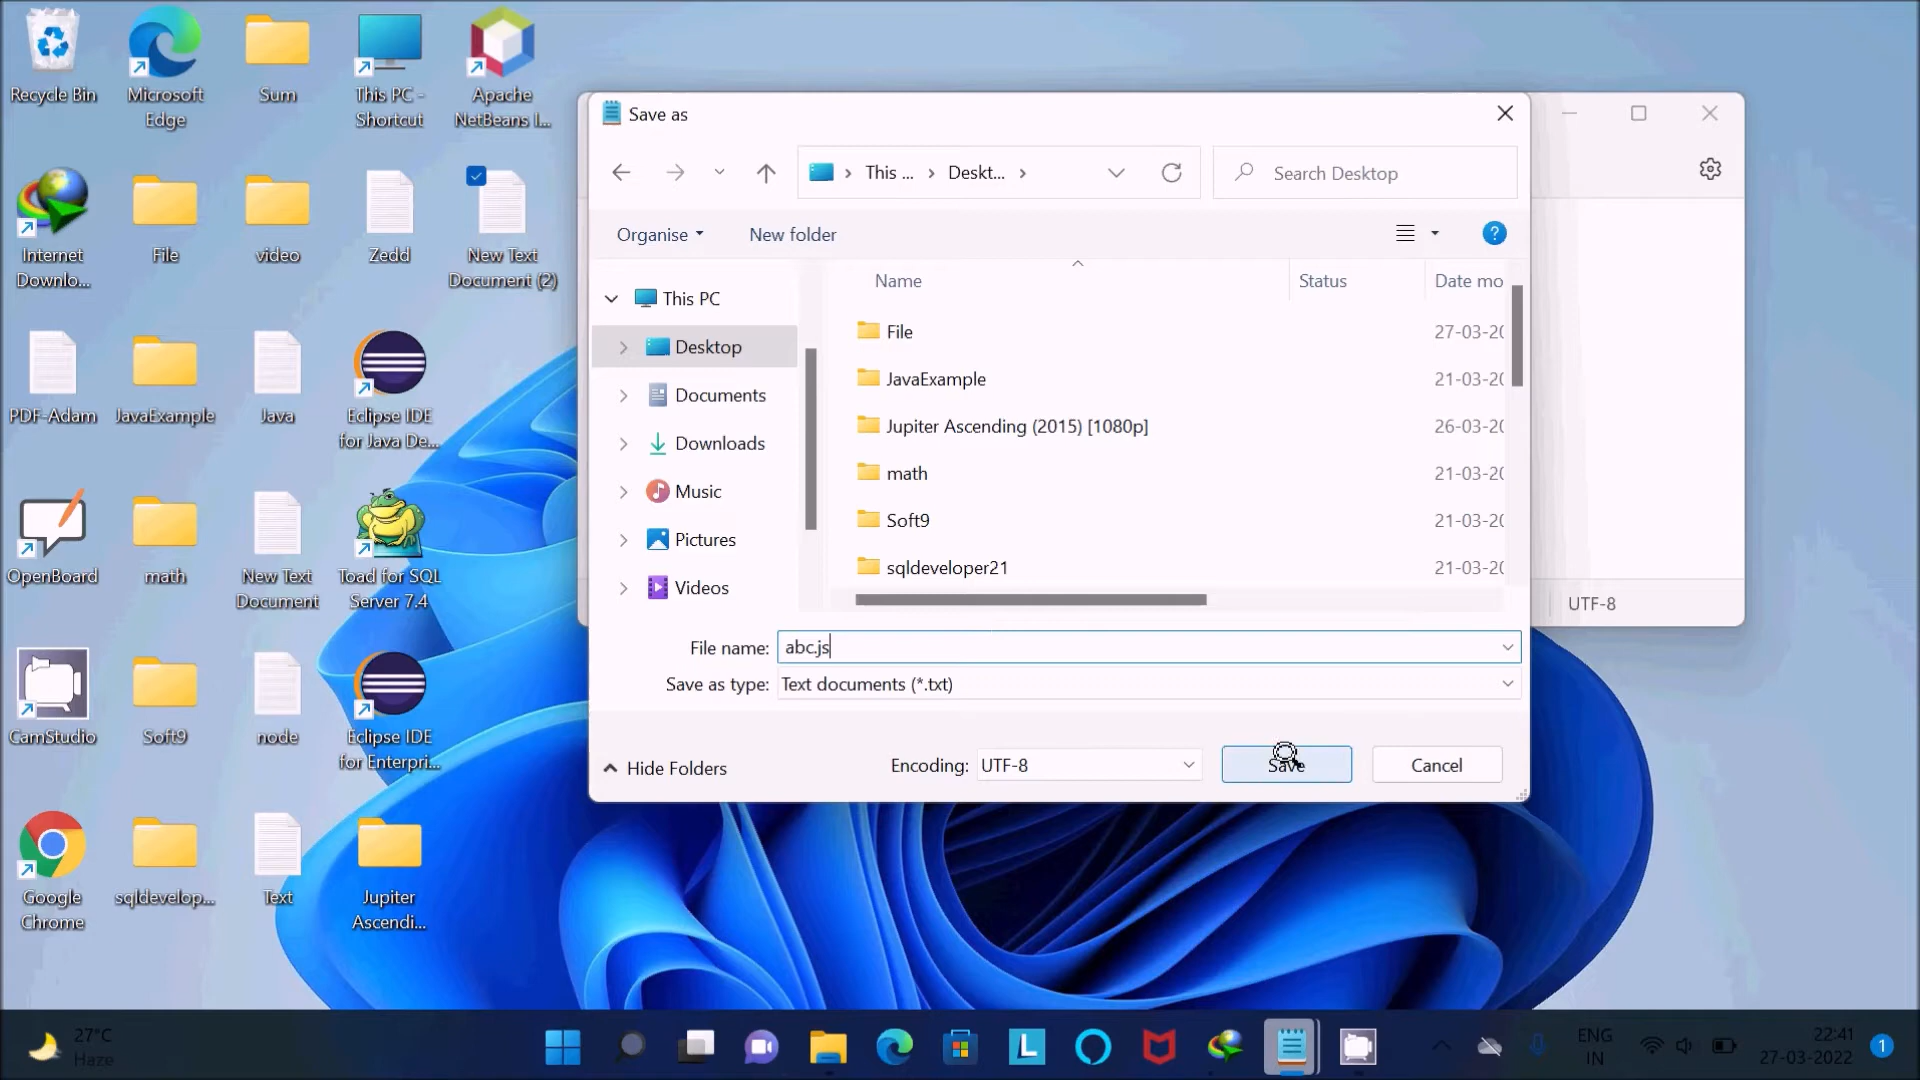 Recycle Bin
Microsoft
Edge
Sum
This PC -
Shortcut
Apache
NetBeans I...
Internet
Downlo...
File
video
Zedd
New Text
Document (2)
PDF-Adam
JavaExample
Java
Eclipse IDE
for Java De...
OpenBoard
math
New Text
Document
Toad for SQL
Server 7.4
CamStudio
Soft9
node
Eclipse IDE
for Enterpri...
Google
Chrome
sqldevelop...
Text
Jupiter
Ascendi...
Save as
This ...
Deskt...
Search Desktop
Organise
New folder
This PC
Desktop
Documents
Downloads
Music
Pictures
Videos
Name
Status
Date mo
File
27-03-20
JavaExample
21-03-20
Jupiter Ascending (2015) [1080p]
26-03-20
math
21-03-20
Soft9
21-03-20
sqldeveloper21
21-03-20
File name: abc.js
Save as type: Text documents (*.txt)
Hide Folders
Encoding: UTF-8
Save
Cancel
UTF-8
27°C
Haze
ENG
IN
22:41
27-03-2022
1